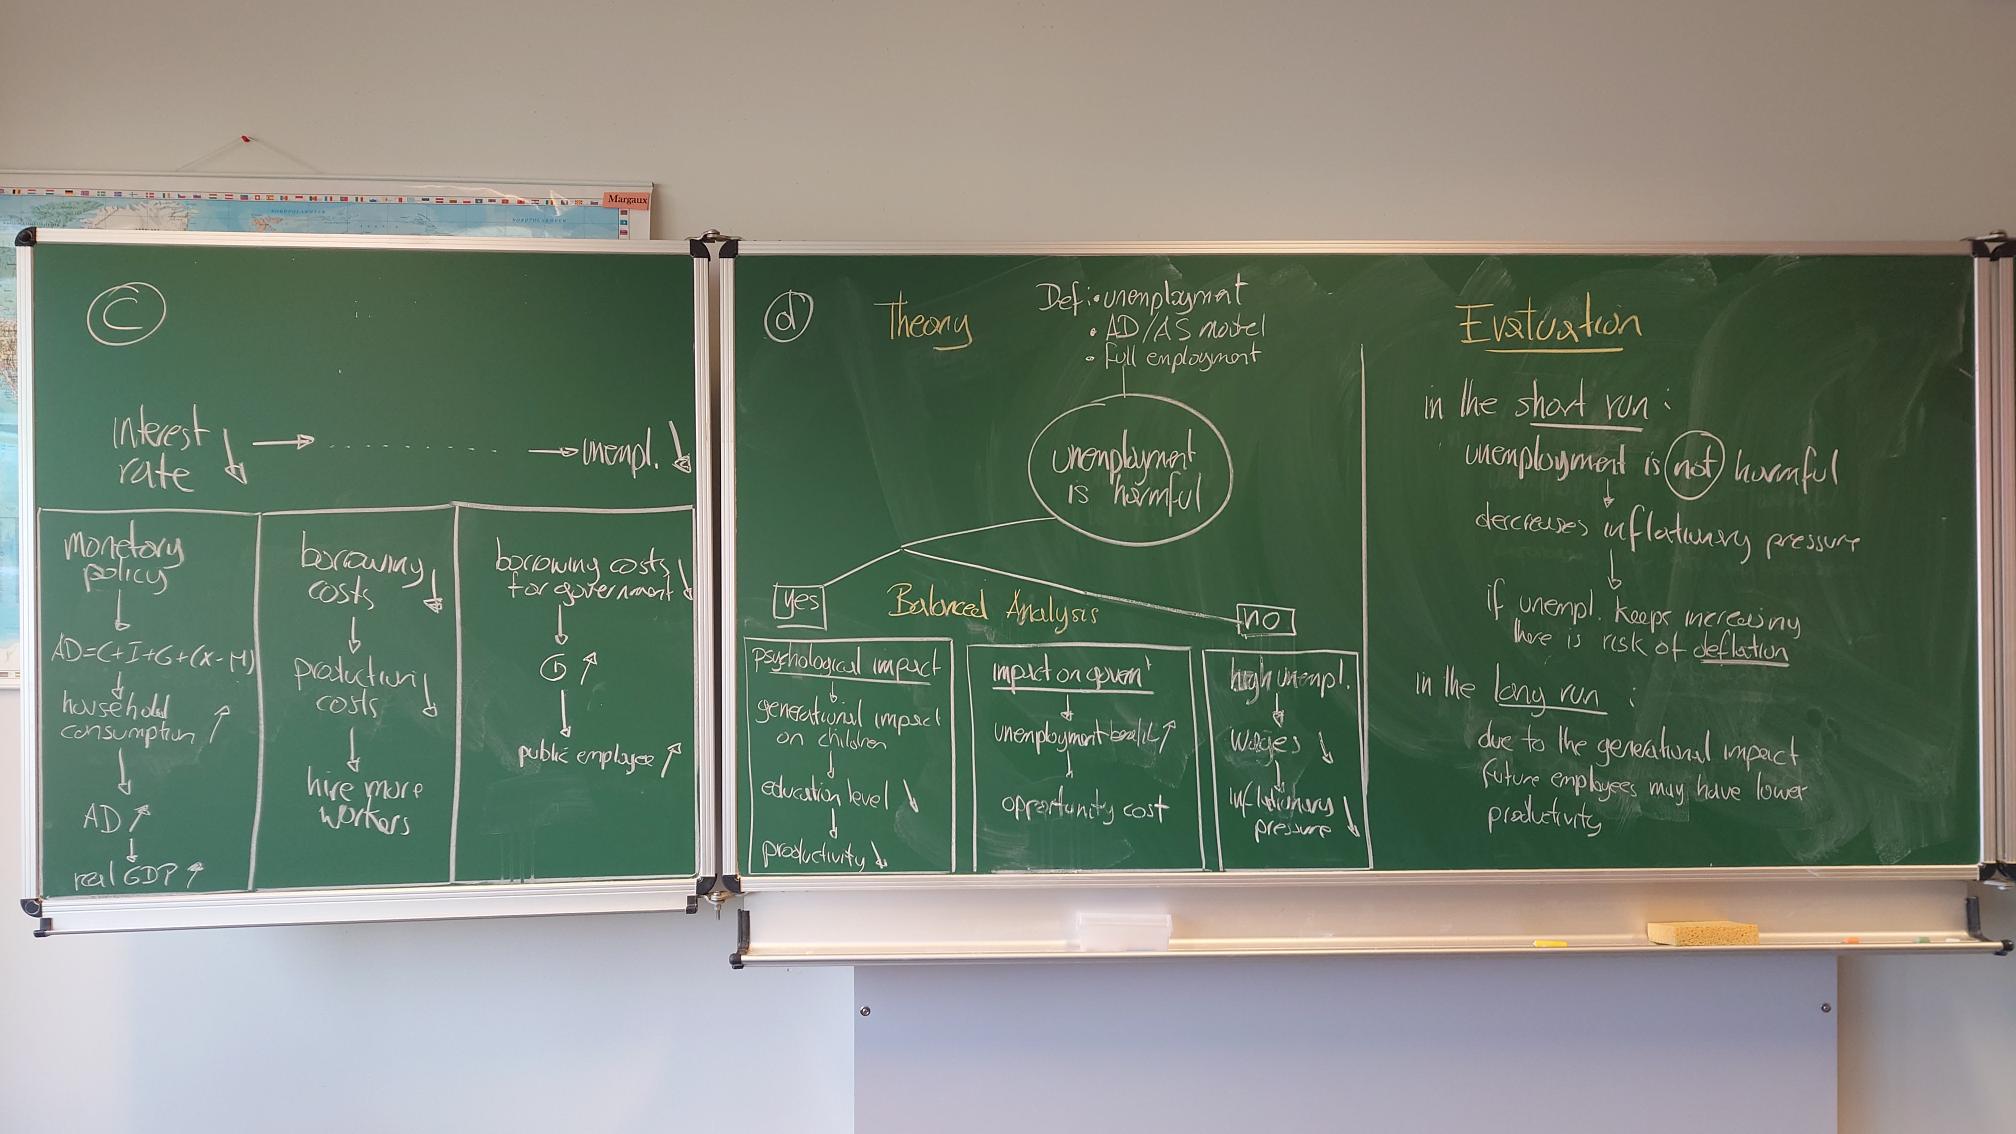 Margaux
NORDPOLARMEER
C
interest
rate ↓ → ........ → unempl. ↓
monetory
policy
↓
AD=C+I+G+(X-M)
↓
household
consumption ↑
↓
AD ↑
↓
real GDP ↑
borrowing
costs ↓
↓
production
costs ↓
↓
hire more
workers
borrowing costs ↓
for government
↓
G ↑
↓
public employee ↑
d
Theory
Def: • unemployment
• AD/AS model
• Full employment
unemployment
is harmful
yes
Balanced Analysis
no
psychological impact
↓
generational impact
on children
↓
education level ↓
↓
productivity ↓
impact on govern't
↓
unemployment benefit ↑
↓
opportunity cost
high unempl.
↓
wages ↓
↓
inflationary
pressure ↓
Evaluation
in the short run :
unemployment is not harmful
↓
dercreases inflationary pressure
↓
if unempl. keeps increasing
there is risk of deflation
in the long run :
due to the generational impact
future employees may have lower
productivity